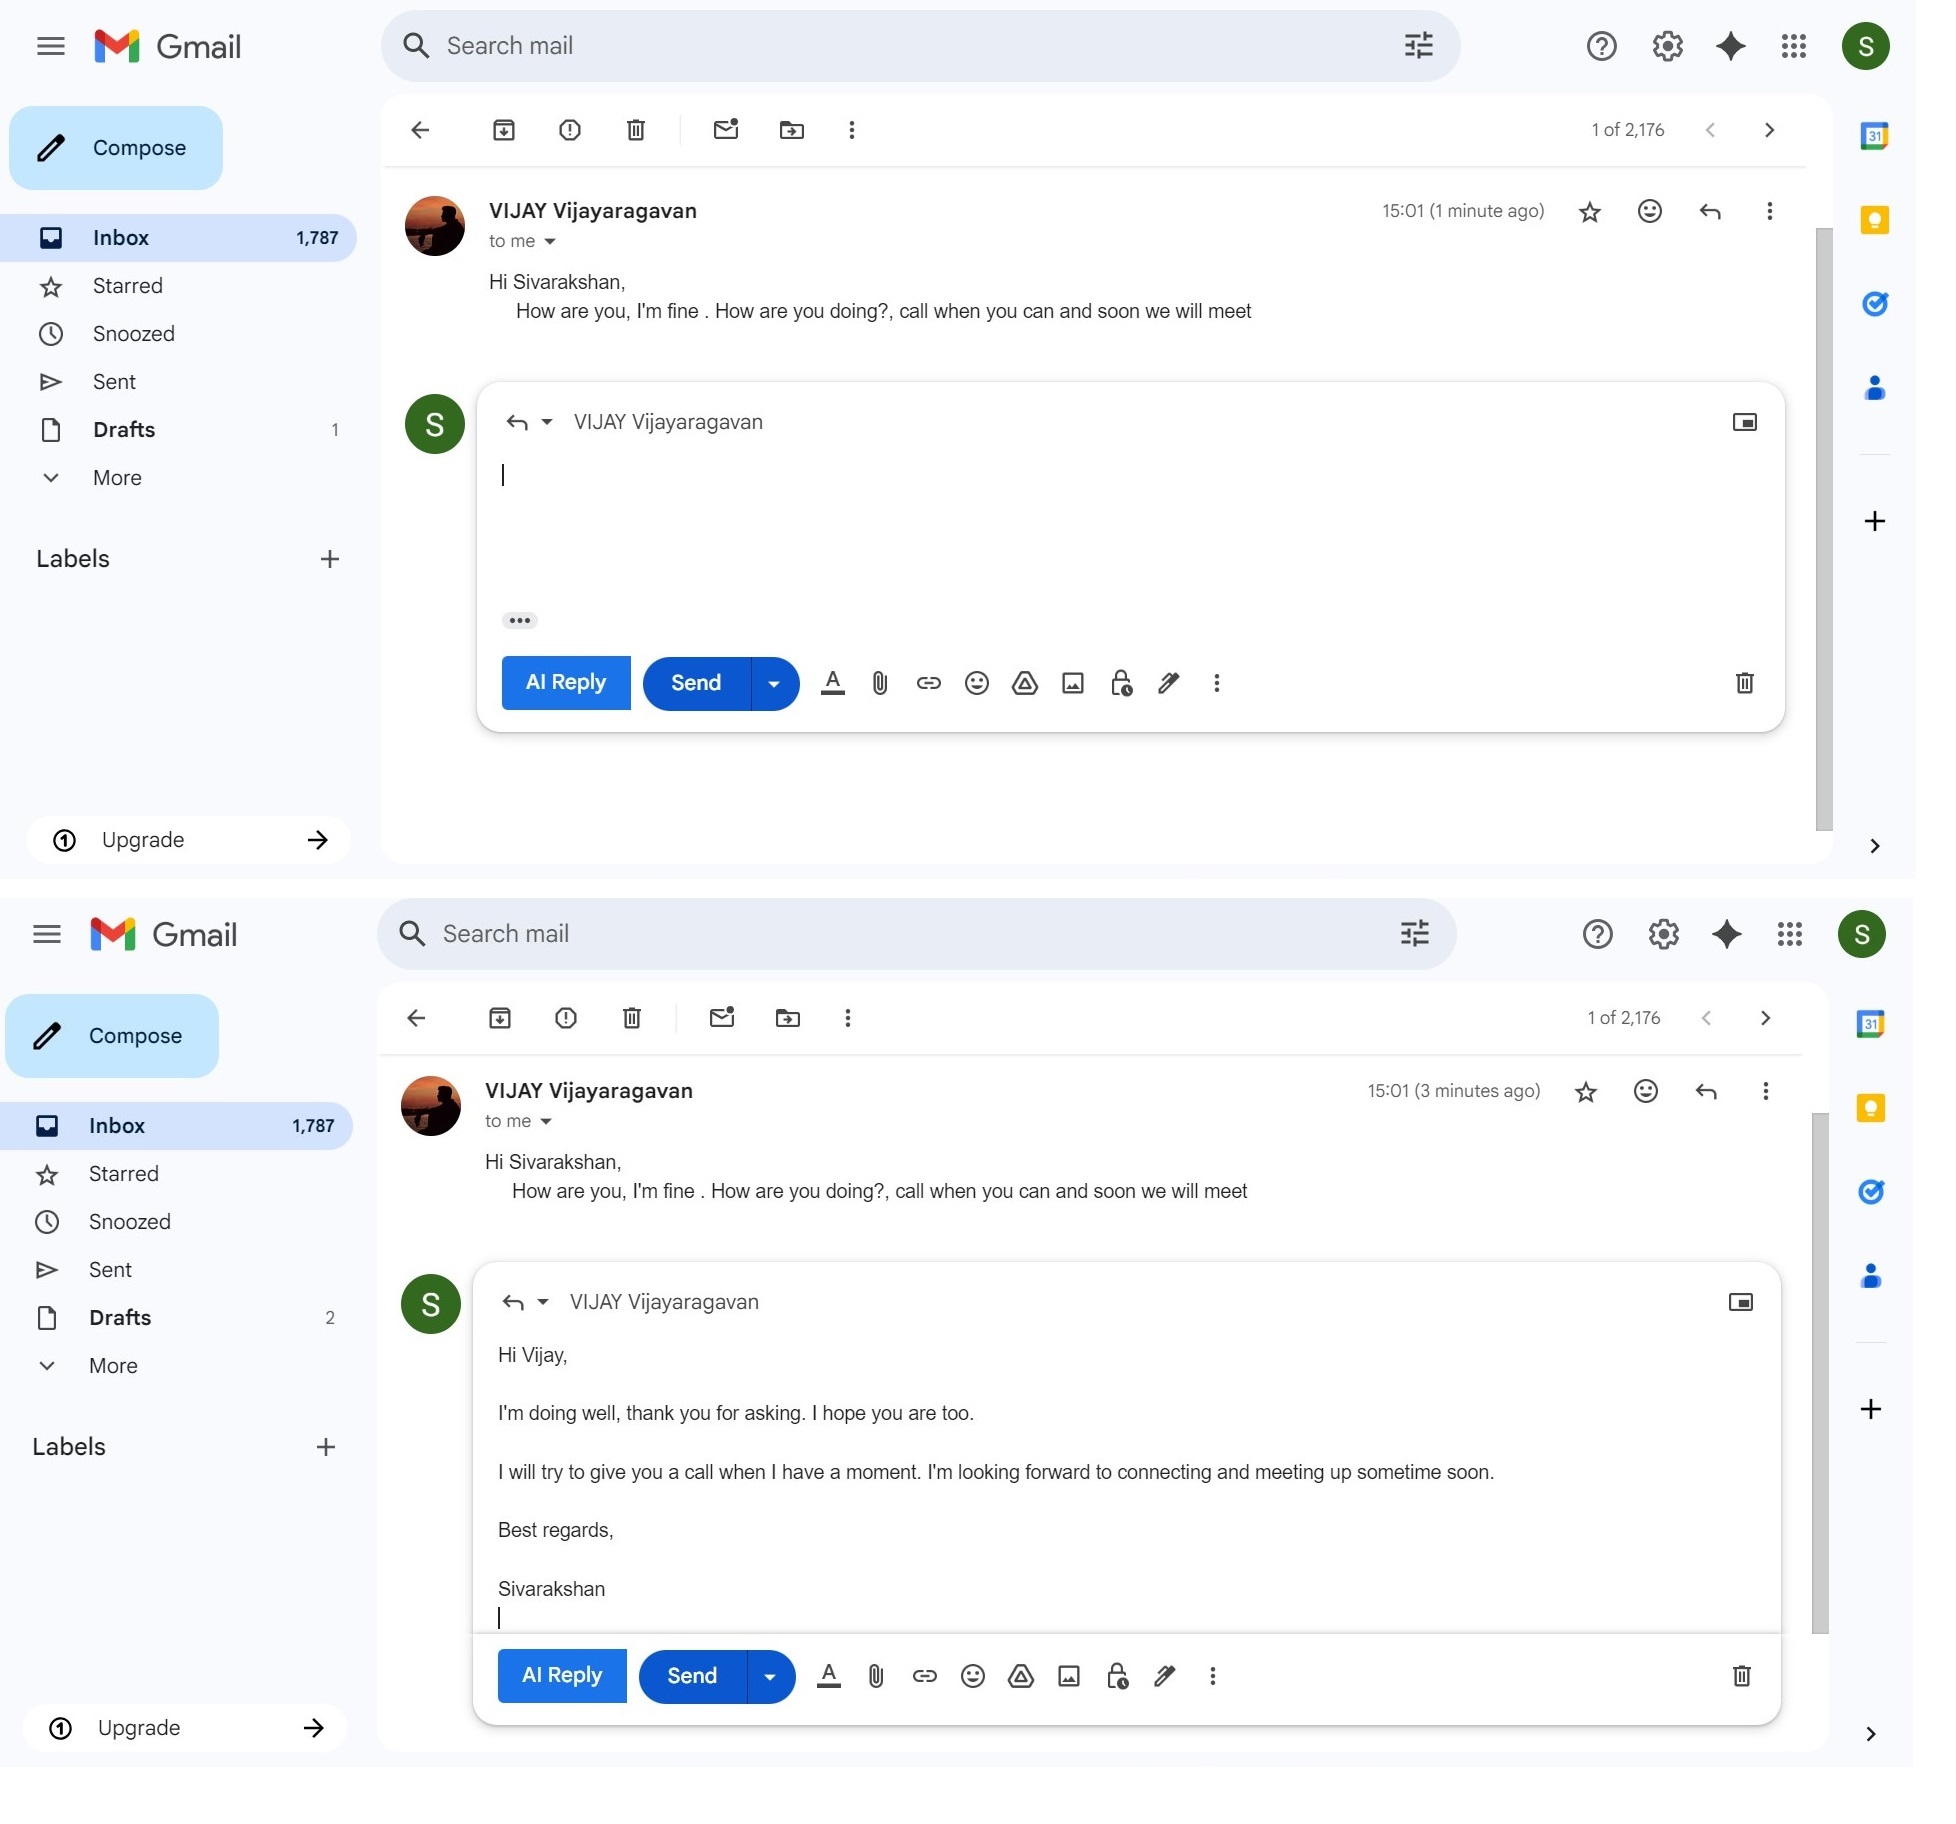 Gmail
Search mail
Compose
1 of 2,176
Inbox 1,787
Starred
Snoozed
Sent
Drafts 1
More
Labels
Upgrade
VIJAY Vijayaragavan
15:01 (1 minute ago)
to me
Hi Sivarakshan,
How are you, I'm fine . How are you doing?, call when you can and soon we will meet
S
S
VIJAY Vijayaragavan
AI Reply
Send
31
Gmail
Search mail
S
Compose
1 of 2,176
31
Inbox 1,787
Starred
Snoozed
Sent
Drafts 2
More
Labels
Upgrade
VIJAY Vijayaragavan
15:01 (3 minutes ago)
to me
Hi Sivarakshan,
How are you, I'm fine . How are you doing?, call when you can and soon we will meet
S
VIJAY Vijayaragavan
Hi Vijay,
I'm doing well, thank you for asking. I hope you are too.
I will try to give you a call when I have a moment. I'm looking forward to connecting and meeting up sometime soon.
Best regards,
Sivarakshan
AI Reply
Send